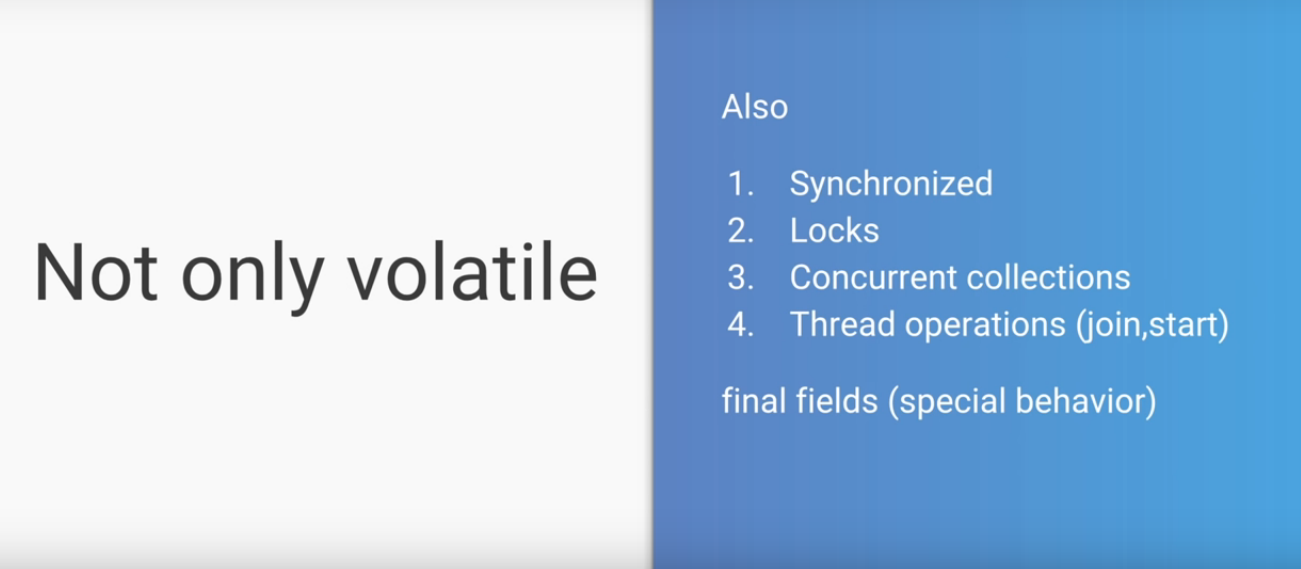 Not only volatile
Also
1. Synchronized
2. Locks
3. Concurrent collections
4. Thread operations (join,start)
final fields (special behavior)